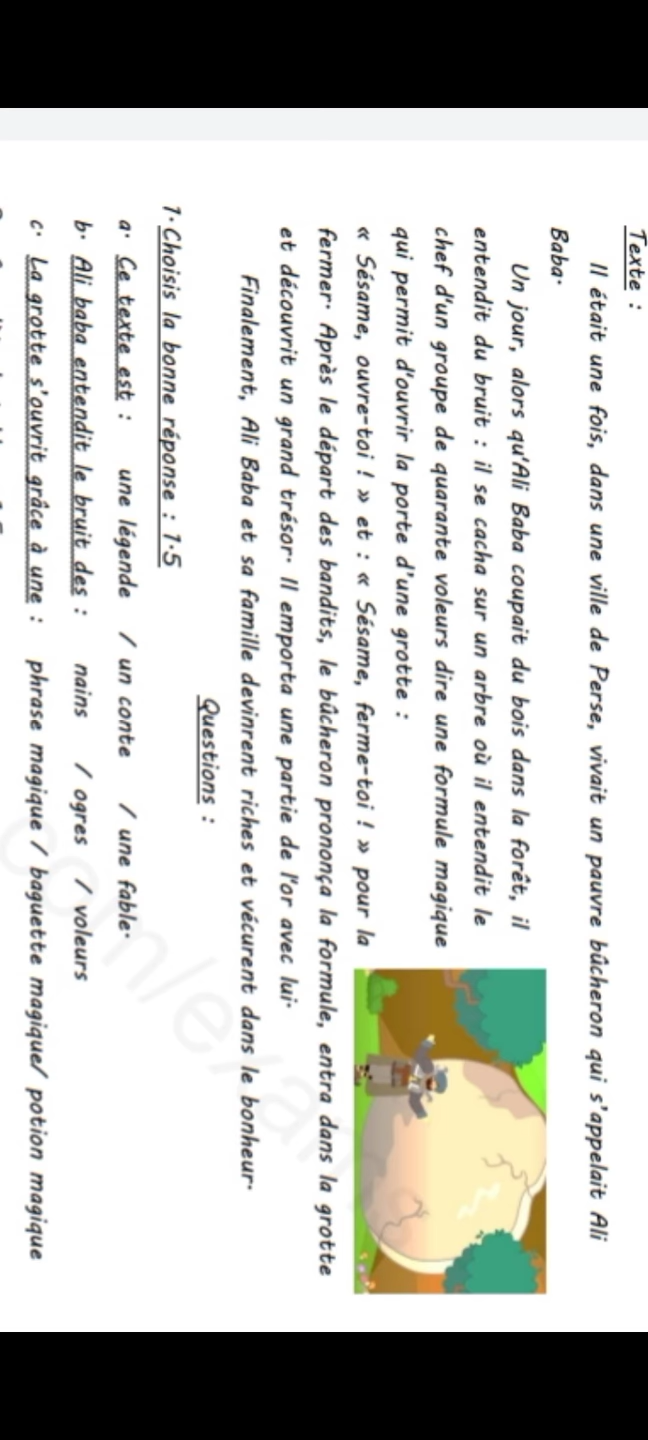 Texte :
Il était une fois, dans une ville de Perse, vivait un pauvre bûcheron qui s'appelait Ali
Baba.
Un jour, alors qu'Ali Baba coupait du bois dans la forêt, il
entendit du bruit : il se cacha sur un arbre où il entendit le
chef d'un groupe de quarante voleurs dire une formule magique
qui permit d'ouvrir la porte d'une grotte :
« Sésame, ouvre-toi ! » et : « Sésame, ferme-toi ! » pour la
fermer. Après le départ des bandits, le bûcheron prononça la formule, entra dans la grotte
et découvrit un grand trésor. Il emporta une partie de l'or avec lui.
Finalement, Ali Baba et sa famille devinrent riches et vécurent dans le bonheur.
Questions :
1. Choisis la bonne réponse : 1.5
a. Ce texte est : une légende / un conte / une fable.
b. Ali baba entendit le bruit des : nains / ogres / voleurs
c. La grotte s'ouvrit grâce à une : phrase magique / baguette magique/ potion magique
com/exam